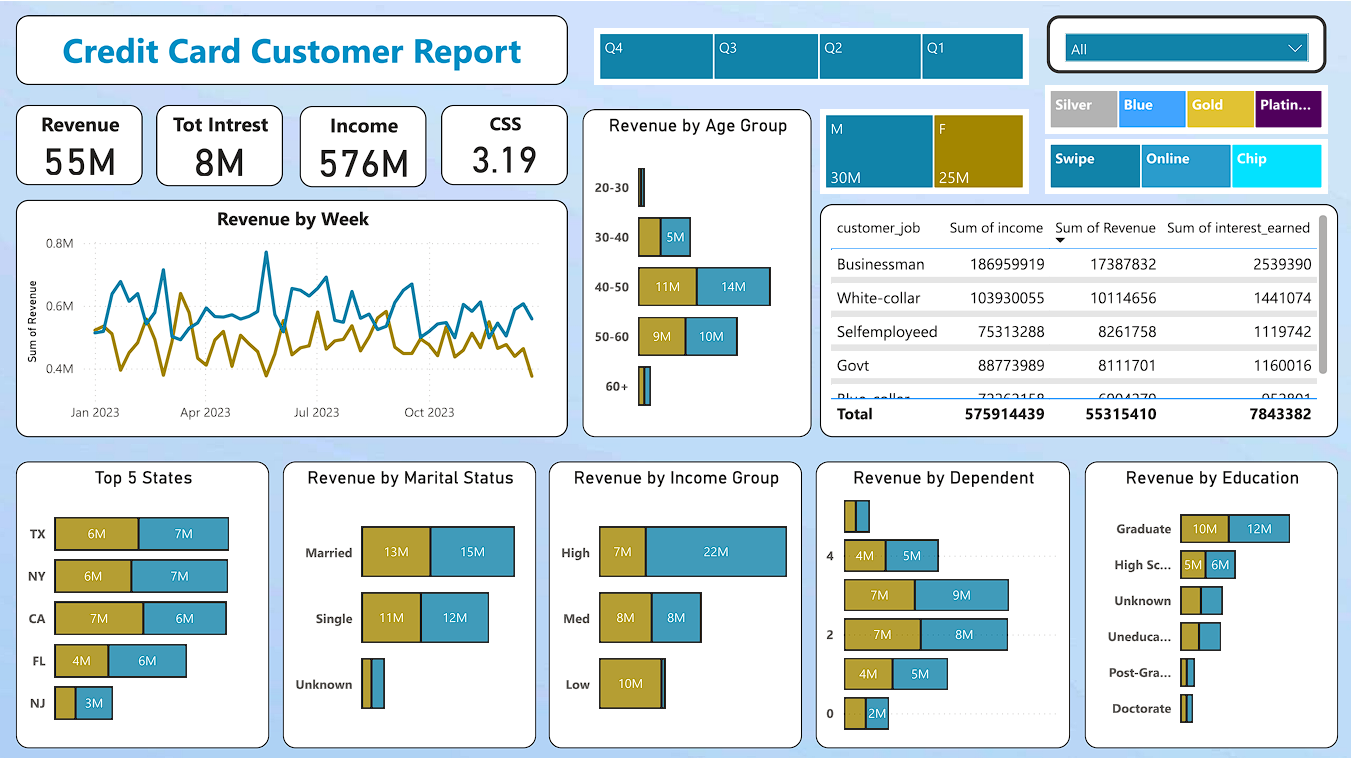 Credit Card Customer Report
Q4 Q3 Q2 Q1
All
Silver Blue Gold Platin...
Swipe Online Chip
Revenue
55M
Tot Intrest
8M
Income
576M
CSS
3.19
M F
30M 25M
Revenue by Week
Sum of Revenue
0.8M
0.6M
0.4M
Jan 2023 Apr 2023 Jul 2023 Oct 2023
Revenue by Age Group
20-30
30-40 5M
40-50 11M 14M
50-60 9M 10M
60+
customer_job Sum of income Sum of Revenue Sum of interest_earned
Businessman 186959919 17387832 2539390
White-collar 103930055 10114656 1441074
Selfemployeed 75313288 8261758 1119742
Govt 88773989 8111701 1160016
Total 575914439 55315410 7843382
Top 5 States
TX 6M 7M
NY 6M 7M
CA 7M 6M
FL 4M 6M
NJ 3M
Revenue by Marital Status
Married 13M 15M
Single 11M 12M
Unknown
Revenue by Income Group
High 7M 22M
Med 8M 8M
Low 10M
Revenue by Dependent
4 4M 5M
7M 9M
2 7M 8M
4M 5M
0 2M
Revenue by Education
Graduate 10M 12M
High Sc... 5M 6M
Unknown
Uneduca...
Post-Gra...
Doctorate